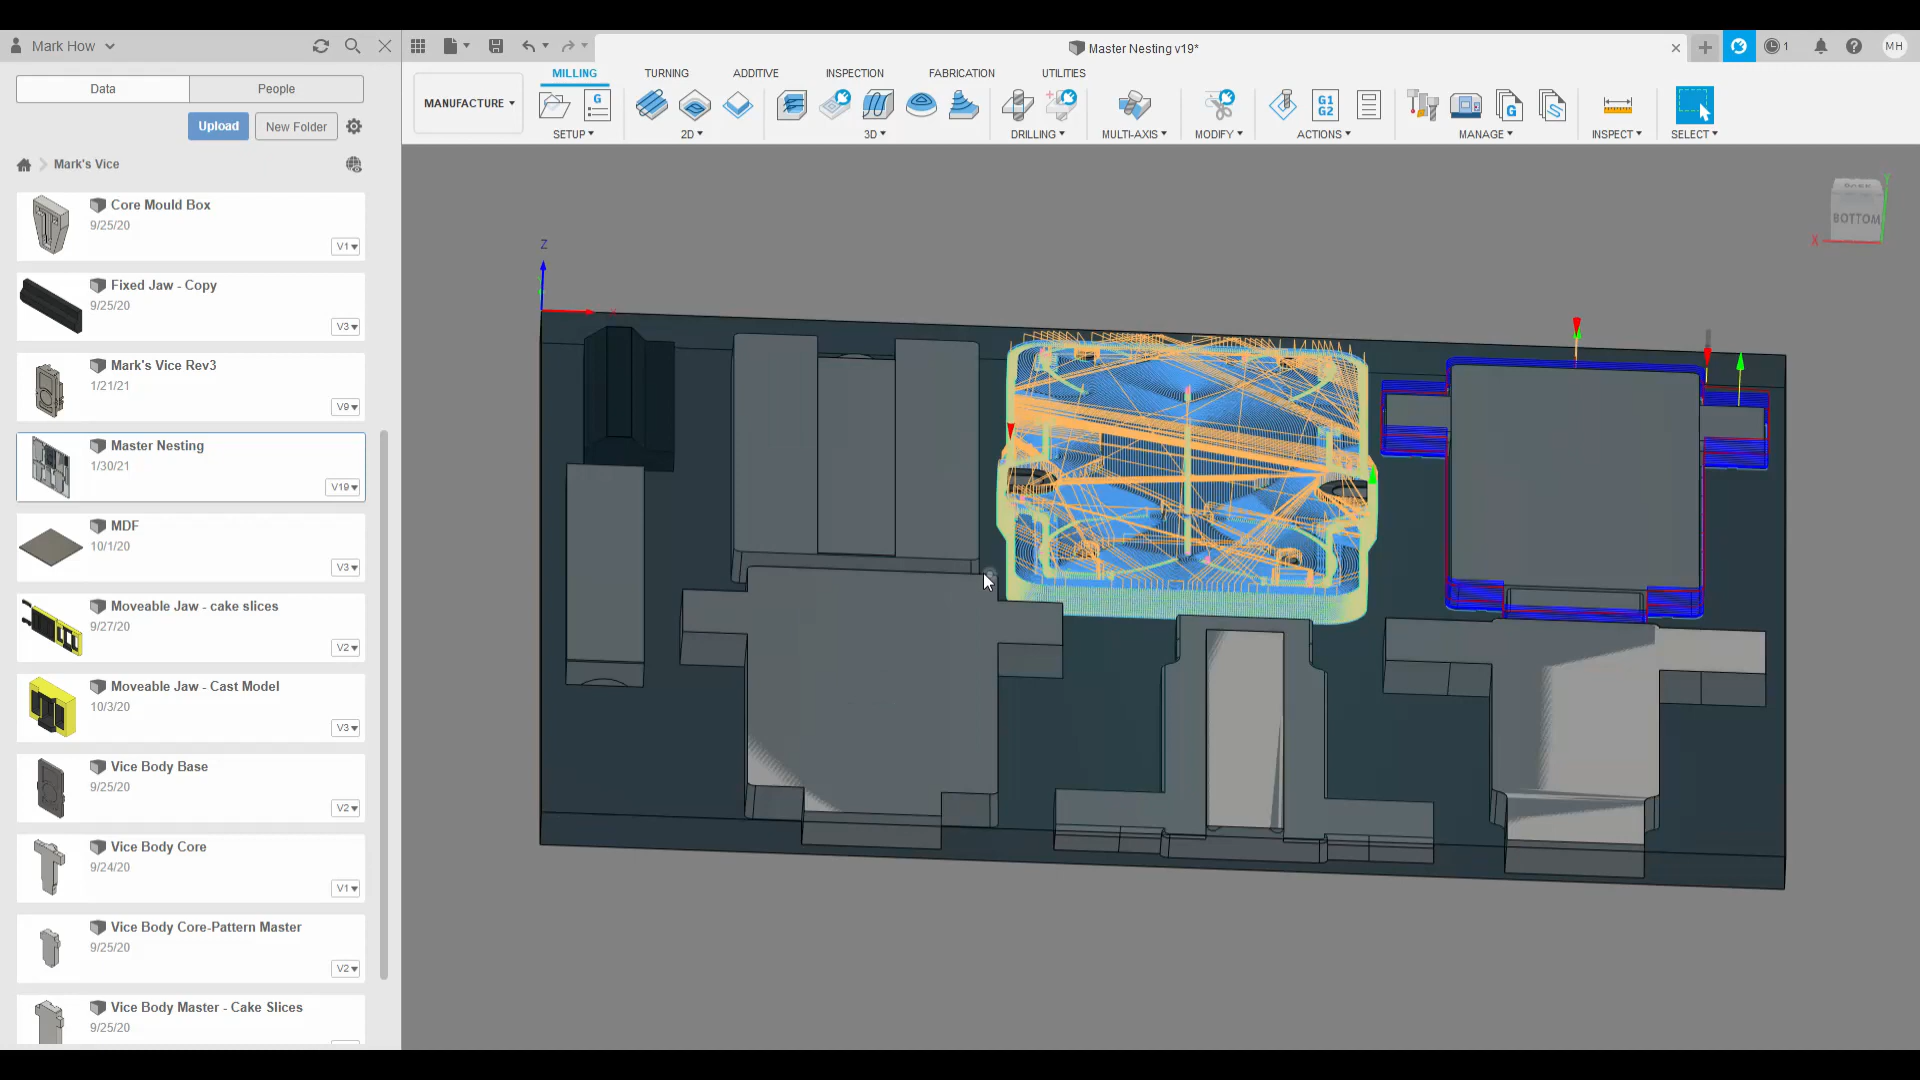 Mark How
Master Nesting v19*
1
MH
Data
People
Upload
New Folder
Mark's Vice
Core Mould Box
9/25/20
V1
Fixed Jaw - Copy
9/25/20
V3
Mark's Vice Rev3
1/21/21
V9
Master Nesting
1/30/21
V19
MDF
10/1/20
V3
Moveable Jaw - cake slices
9/27/20
V2
Moveable Jaw - Cast Model
10/3/20
V3
Vice Body Base
9/25/20
V2
Vice Body Core
9/24/20
V1
Vice Body Core-Pattern Master
9/25/20
V2
Vice Body Master - Cake Slices
9/25/20
MANUFACTURE
MILLING
TURNING
ADDITIVE
INSPECTION
FABRICATION
UTILITIES
G
G1
G2
G
SETUP
2D
3D
DRILLING
MULTI-AXIS
MODIFY
ACTIONS
MANAGE
INSPECT
SELECT
BACK
BOTTOM
X
Y
Z